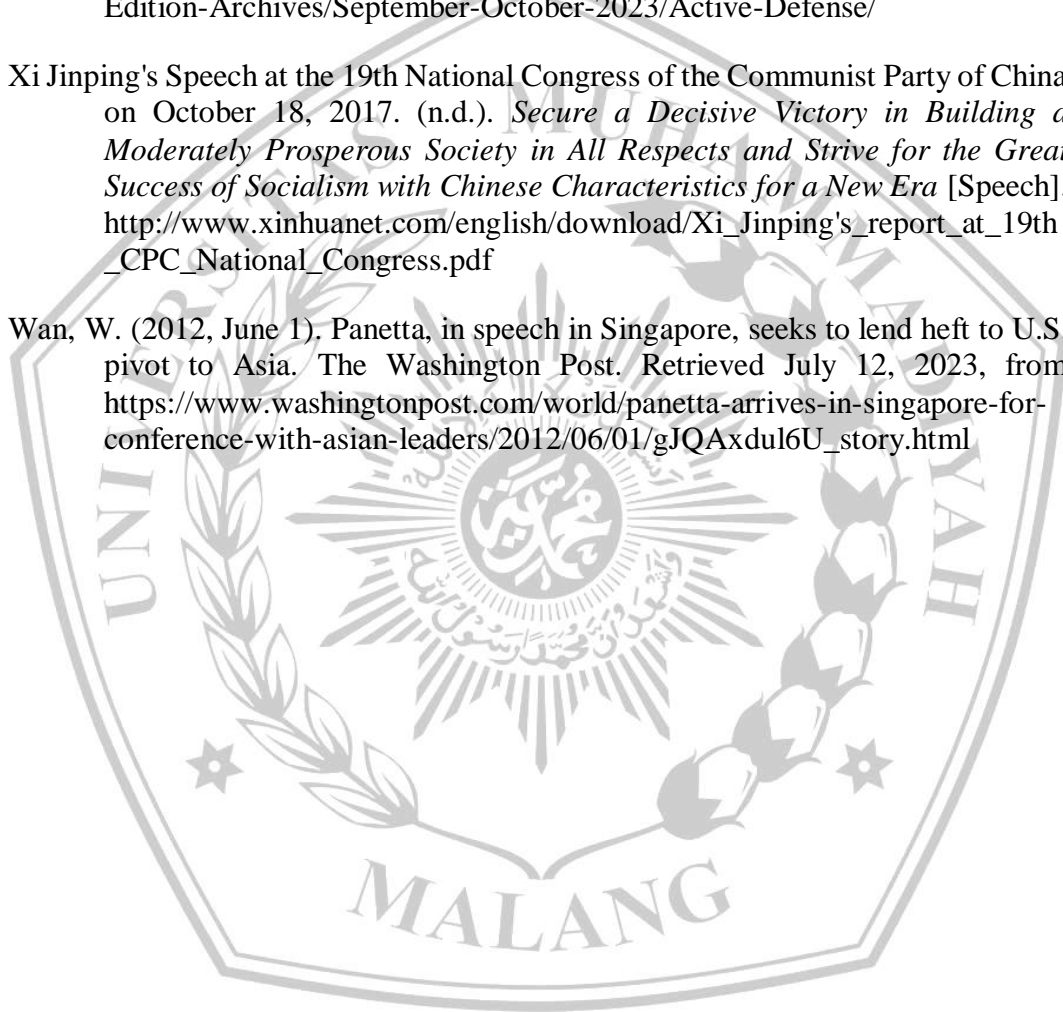 Edition-Archives/September-October-2023/Active-Defense/
Xi Jinping's Speech at the 19th National Congress of the Communist Party of China
on October 18, 2017. (n.d.). Secure a Decisive Victory in Building a
Moderately Prosperous Society in All Respects and Strive for the Great
Success of Socialism with Chinese Characteristics for a New Era [Speech].
http://www.xinhuanet.com/english/download/Xi_Jinping's_report_at_19th
_CPC_National_Congress.pdf
Wan, W. (2012, June 1). Panetta, in speech in Singapore, seeks to lend heft to U.S.
pivot to Asia. The Washington Post. Retrieved July 12, 2023, from
https://www.washingtonpost.com/world/panetta-arrives-in-singapore-for-
conference-with-asian-leaders/2012/06/01/gJQAxdul6U_story.html
UNIVERSITAS MUHAMMADIYAH
MALANG